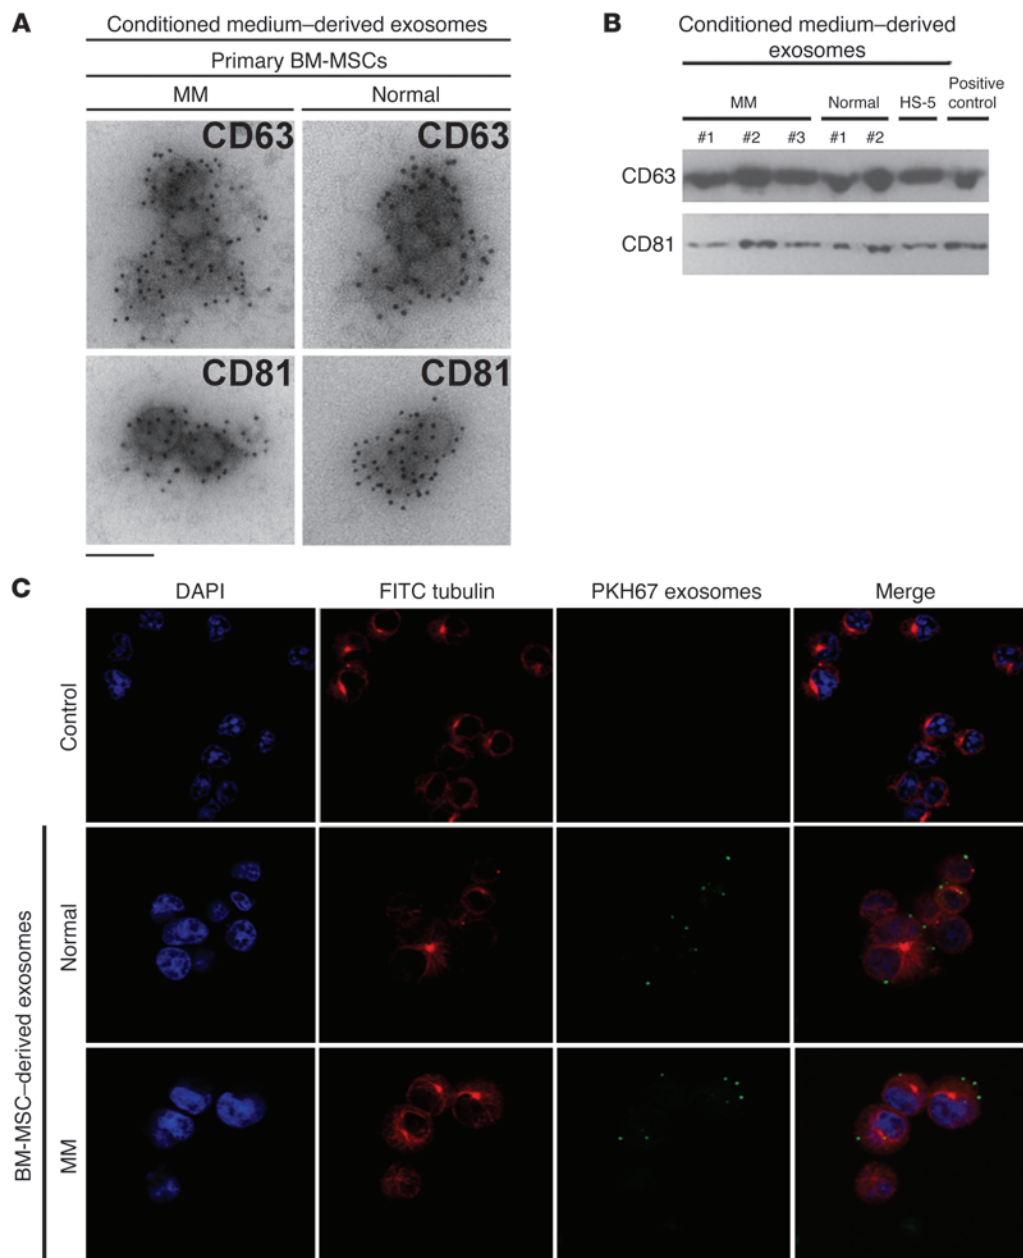 A
Conditioned medium–derived exosomes
Primary BM-MSCs
MM Normal
CD63 CD63
CD81 CD81
B
Conditioned medium–derived
exosomes
MM Normal HS-5 Positive
control
#1 #2 #3 #1 #2
CD63
CD81
C
DAPI FITC tubulin PKH67 exosomes Merge
Control
BM-MSC–derived exosomes
Normal
MM